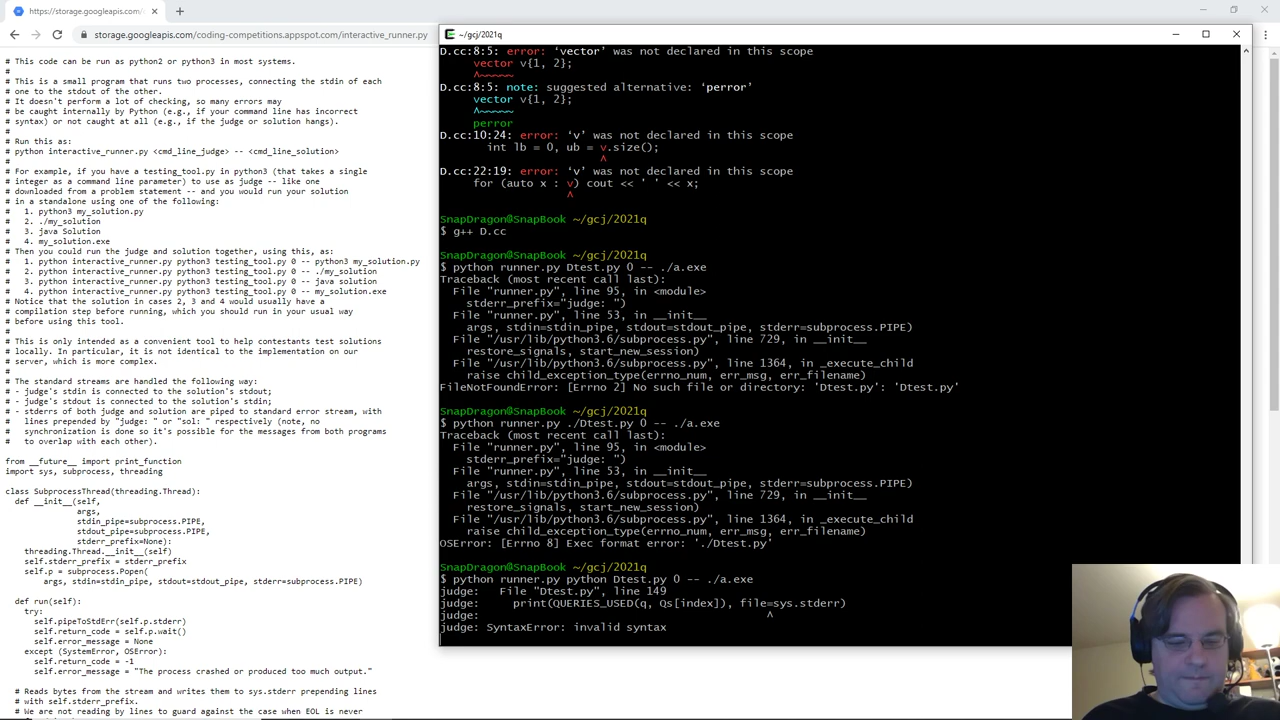 https://storage.googleapis.com/
storage.googleapis.com/coding-competitions.appspot.com/interactive_runner.py
# This code can be run as python2 or python3 in most systems.
#
# This is a small program that runs two processes, connecting the stdin of each
# one to the stdout of the other.
# It doesn't perform a lot of checking, so many errors may
# be caught internally by Python (e.g., if your command line has incorrect
# syntax) or not caught at all (e.g., if the judge or solution hangs).
#
# Run this as:
# python interactive_runner.py <cmd_line_judge> -- <cmd_line_solution>
#
# For example, if you have a testing_tool.py in python3 (that takes a single
# integer as a command line parameter) to use as judge -- like one
# downloaded from a problem statement -- and you would run your solution
# in a standalone using one of the following:
#   1. python3 my_solution.py
#   2. ./my_solution
#   3. java Solution
#   4. my_solution.exe
# Then you could run the judge and solution together, using this, as:
#   1. python interactive_runner.py python3 testing_tool.py 0 -- python3 my_solution.py
#   2. python interactive_runner.py python3 testing_tool.py 0 -- ./my_solution
#   3. python interactive_runner.py python3 testing_tool.py 0 -- java solution
#   4. python interactive_runner.py python3 testing_tool.py 0 -- my_solution.exe
# Notice that the solution in cases 2, 3 and 4 would usually have a
# compilation step before running, which you should run in your usual way
# before using this tool.
#
# This is only intended as a convenient tool to help contestants test solutions
# locally. In particular, it is not identical to the implementation on our
# server, which is more complex.
#
# The standard streams are handled the following way:
# - judge's stdin is connected to the solution's stdout;
# - judge's stdout is connected to the solution's stdin;
# - stderrs of both judge and solution are piped to standard error stream, with
#   lines prepended by "judge: " or "sol: " respectively (note, no
#   synchronization is done so it's possible for the messages from both programs
#   to overlap with each other).

from __future__ import print_function
import sys, subprocess, threading

class SubprocessThread(threading.Thread):
  def __init__(self,
               args,
               stdin_pipe=subprocess.PIPE,
               stdout_pipe=subprocess.PIPE,
               stderr_prefix=None):
    threading.Thread.__init__(self)
    self.stderr_prefix = stderr_prefix
    self.p = subprocess.Popen(
        args, stdin=stdin_pipe, stdout=stdout_pipe, stderr=subprocess.PIPE)

  def run(self):
    try:
      self.pipeToStdErr(self.p.stderr)
      self.return_code = self.p.wait()
      self.error_message = None
    except (SystemError, OSError):
      self.return_code = -1
      self.error_message = "The process crashed or produced too much output."

  # Reads bytes from the stream and writes them to sys.stderr prepending lines
  # with self.stderr_prefix.
  # We are not reading by lines to guard against the case when EOL is never
~/gcj/2021q
D.cc:8:5: error: ‘vector’ was not declared in this scope
     vector v{1, 2};
     ^~~~~~
D.cc:8:5: note: suggested alternative: ‘perror’
     vector v{1, 2};
     ^~~~~~
     perror
D.cc:10:24: error: ‘v’ was not declared in this scope
       int lb = 0, ub = v.size();
                        ^
D.cc:22:19: error: ‘v’ was not declared in this scope
     for (auto x : v) cout << ' ' << x;
                   ^

SnapDragon@SnapBook ~/gcj/2021q
$ g++ D.cc

SnapDragon@SnapBook ~/gcj/2021q
$ python runner.py Dtest.py 0 -- ./a.exe
Traceback (most recent call last):
  File "runner.py", line 95, in <module>
    stderr_prefix="judge: ")
  File "runner.py", line 53, in __init__
    args, stdin=stdin_pipe, stdout=stdout_pipe, stderr=subprocess.PIPE)
  File "/usr/lib/python3.6/subprocess.py", line 729, in __init__
    restore_signals, start_new_session)
  File "/usr/lib/python3.6/subprocess.py", line 1364, in _execute_child
    raise child_exception_type(errno_num, err_msg, err_filename)
FileNotFoundError: [Errno 2] No such file or directory: 'Dtest.py': 'Dtest.py'

SnapDragon@SnapBook ~/gcj/2021q
$ python runner.py ./Dtest.py 0 -- ./a.exe
Traceback (most recent call last):
  File "runner.py", line 95, in <module>
    stderr_prefix="judge: ")
  File "runner.py", line 53, in __init__
    args, stdin=stdin_pipe, stdout=stdout_pipe, stderr=subprocess.PIPE)
  File "/usr/lib/python3.6/subprocess.py", line 729, in __init__
    restore_signals, start_new_session)
  File "/usr/lib/python3.6/subprocess.py", line 1364, in _execute_child
    raise child_exception_type(errno_num, err_msg, err_filename)
OSError: [Errno 8] Exec format error: './Dtest.py'

SnapDragon@SnapBook ~/gcj/2021q
$ python runner.py python Dtest.py 0 -- ./a.exe
judge:   File "Dtest.py", line 149
judge:     print(QUERIES_USED(q, Qs[index]), file=sys.stderr)
judge:                                           ^
judge: SyntaxError: invalid syntax